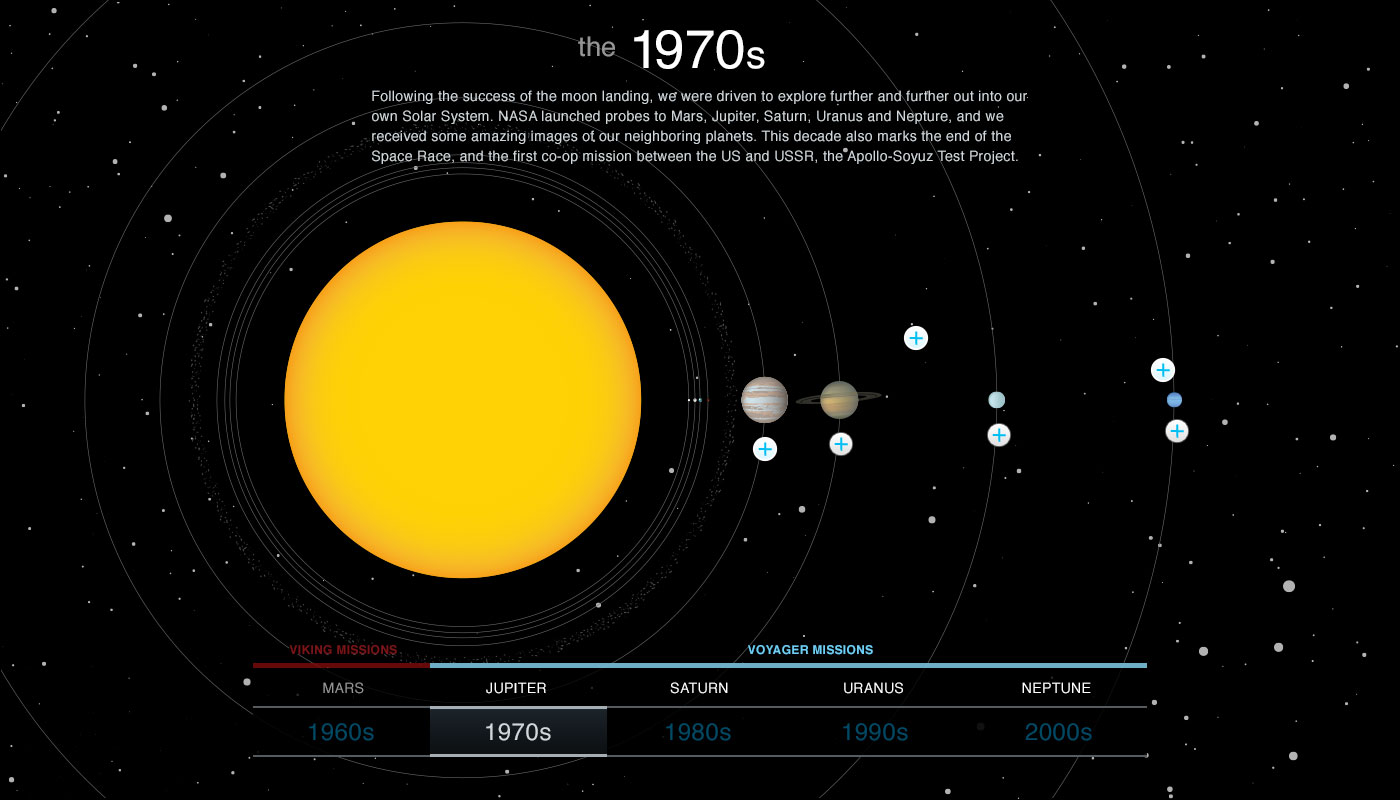 the 1970s
Following the success of the moon landing, we were driven to explore further and further out into our
own Solar System. NASA launched probes to Mars, Jupiter, Saturn, Uranus and Nepture, and we
received some amazing images of our neighboring planets. This decade also marks the end of the
Space Race, and the first co-op mission between the US and USSR, the Apollo-Soyuz Test Project.
VIKING MISSIONS VOYAGER MISSIONS
MARS JUPITER SATURN URANUS NEPTUNE
1960s 1970s 1980s 1990s 2000s